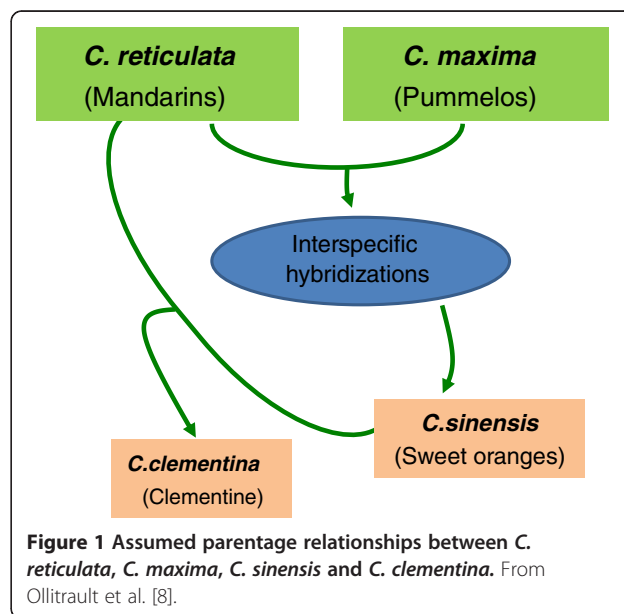 C. reticulata
(Mandarins)
C. maxima
(Pummelos)
Interspecific
hybridizations
C.sinensis
(Sweet oranges)
C.clementina
(Clementine)
Figure 1 Assumed parentage relationships between C.
reticulata, C. maxima, C. sinensis and C. clementina. From
Ollitrault et al. [8].